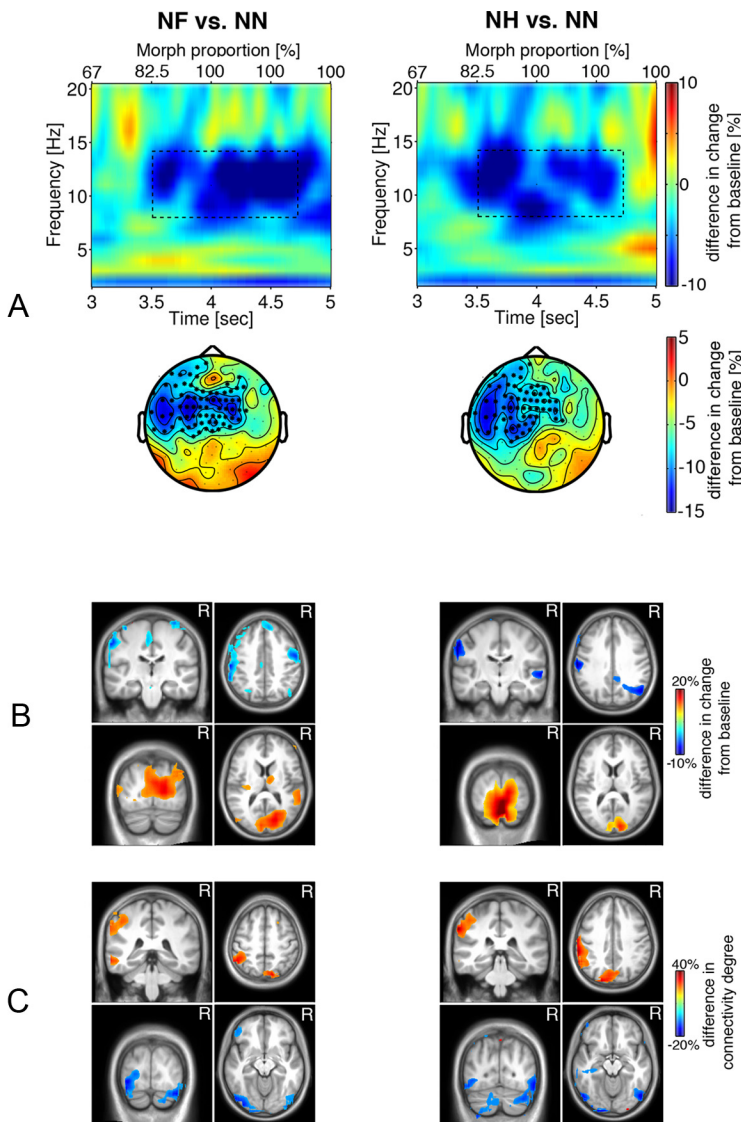 NF vs. NN
NH vs. NN
Morph proportion [%]
Morph proportion [%]
67 82.5 100 100 100
67 82.5 100 100 100
20
15
10
5
Frequency [Hz]
3 3.5 4 4.5 5
Time [sec]
20
15
10
5
Frequency [Hz]
3 3.5 4 4.5 5
Time [sec]
10
5
0
-5
-10
difference in change
from baseline [%]
A
5
0
-5
-10
-15
difference in change
from baseline [%]
B
R
R
R
R
R
R
R
R
20%
-10%
difference in change
from baseline
C
R
R
R
R
R
R
R
R
40%
-20%
difference in
connectivity degree